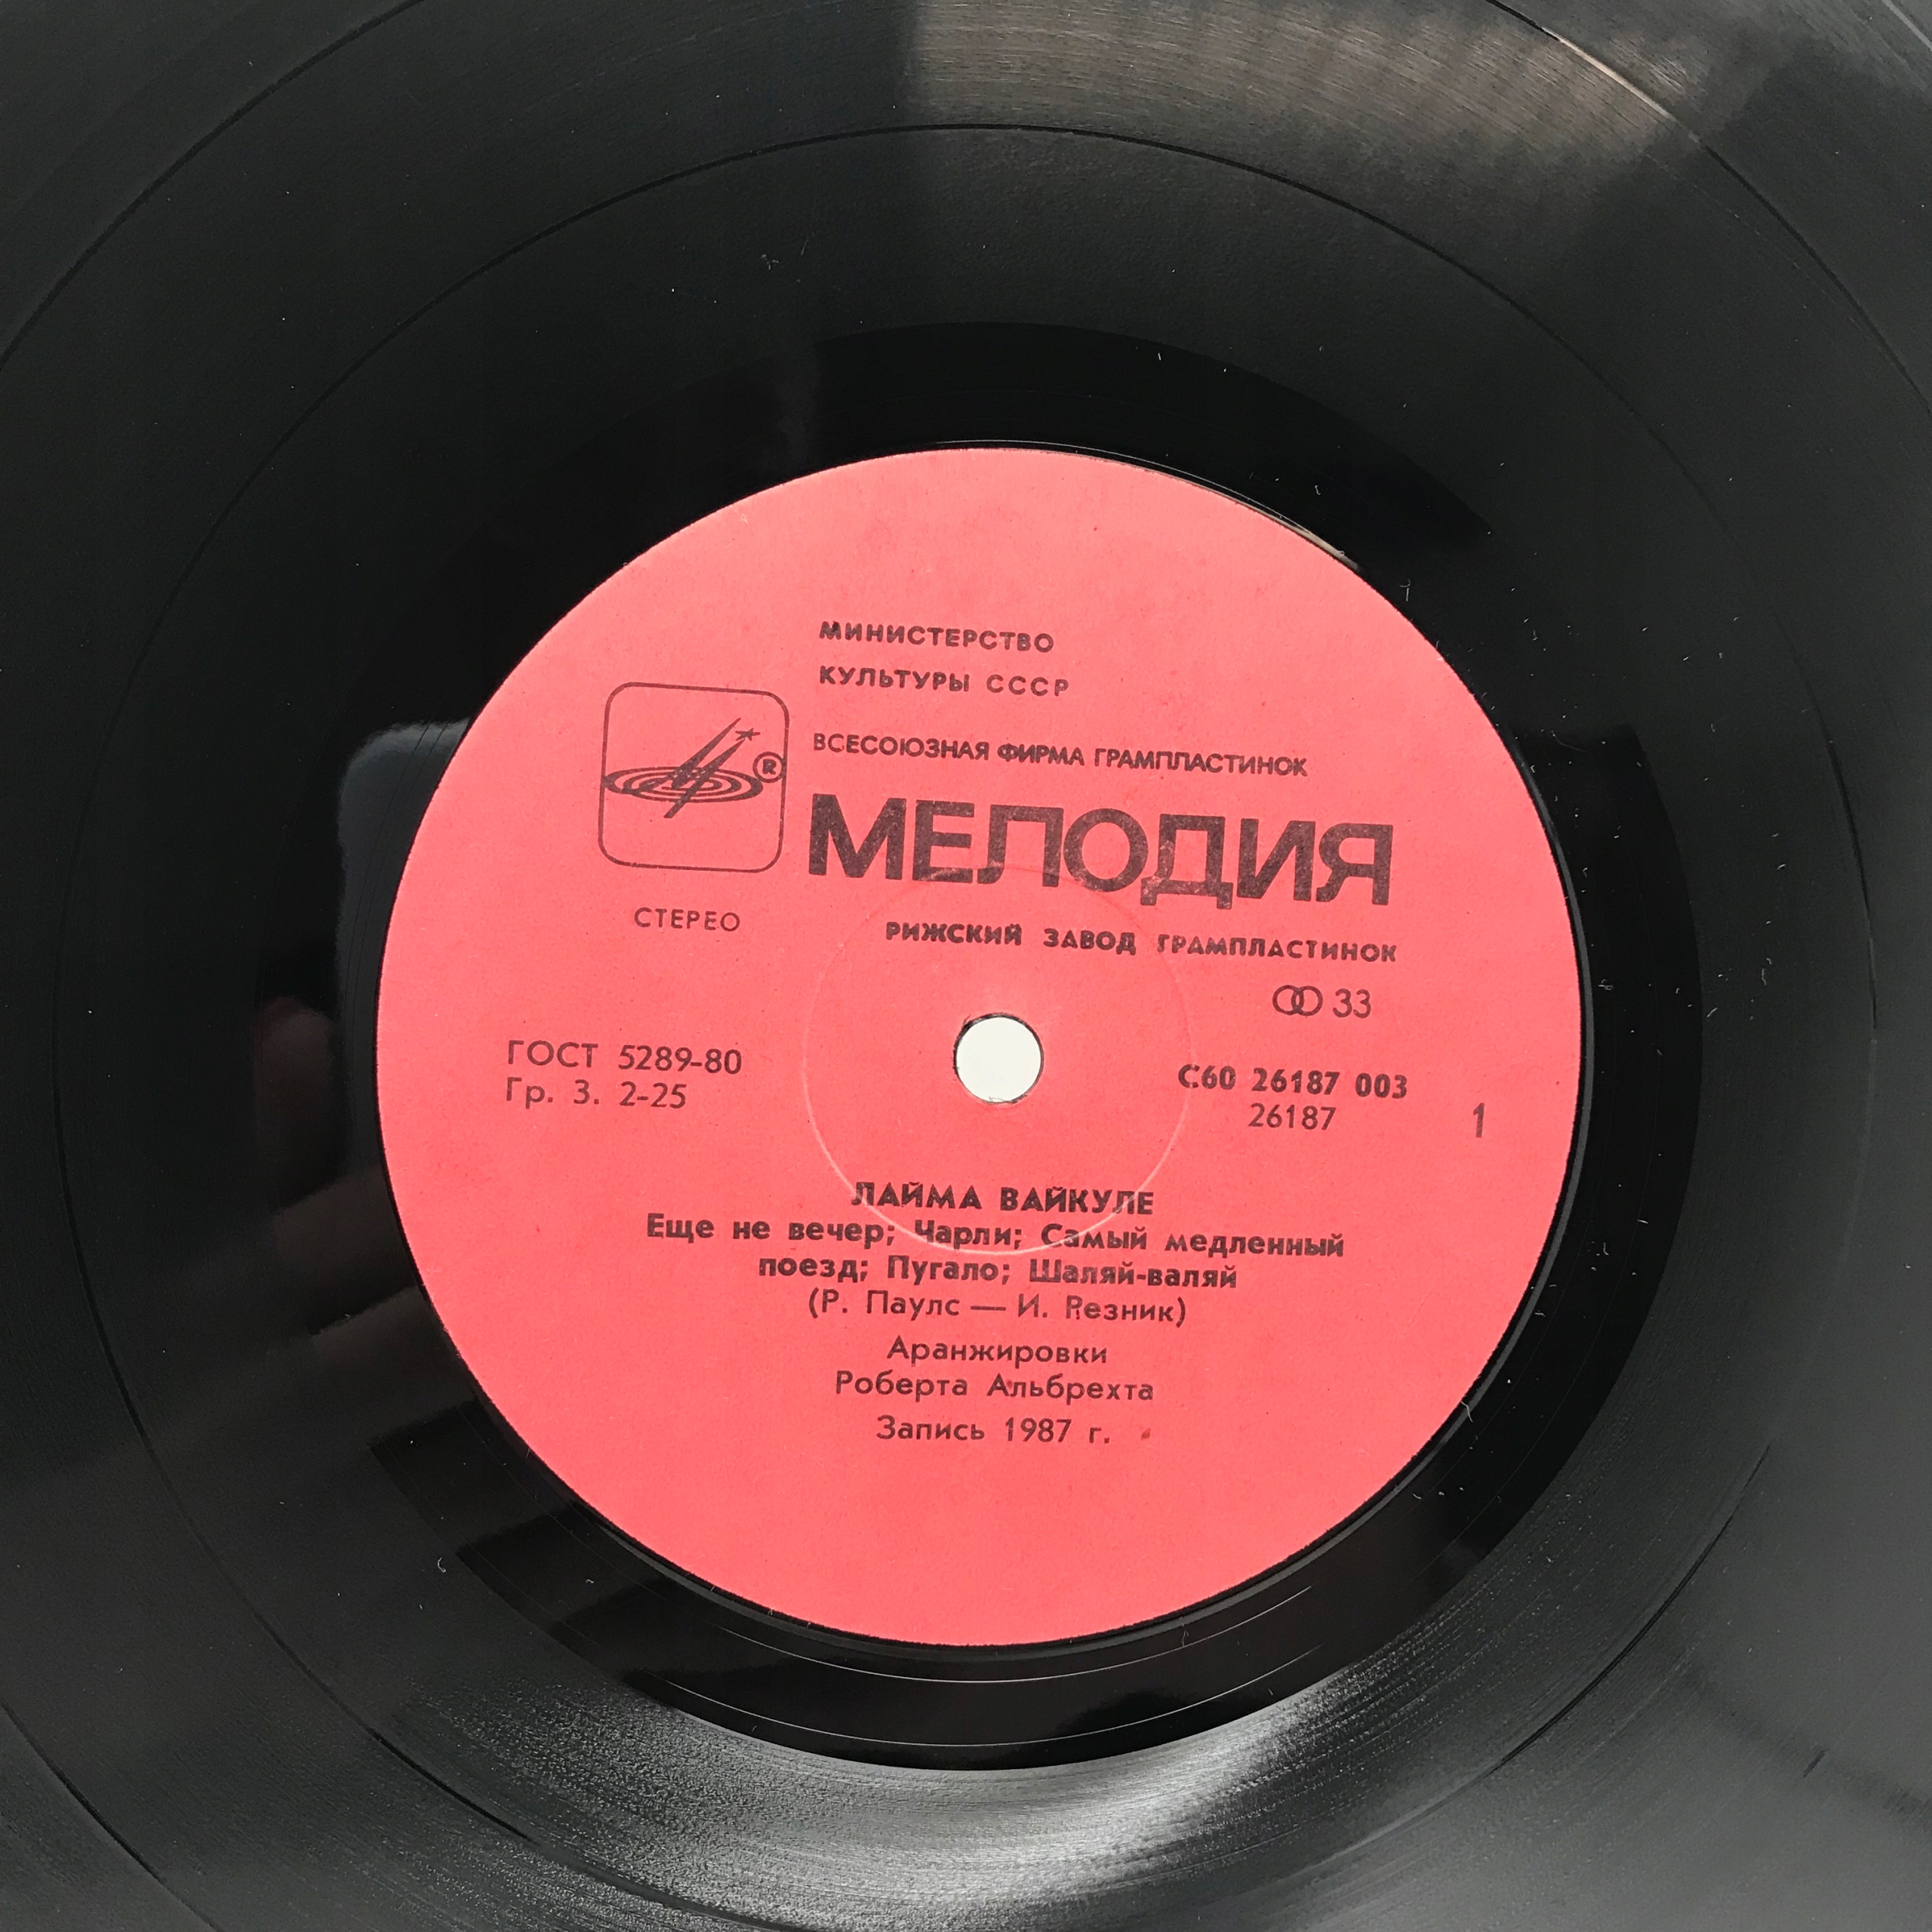 МИНИСТЕРСТВО
КУЛЬТУРЫ СССР
ВСЕСОЮЗНАЯ ФИРМА ГРАМПЛАСТИНОК
®
МЕЛОДИЯ
СТЕРЕО
РИЖСКИЙ ЗАВОД ГРАМПЛАСТИНОК
33
ГОСТ 5289-80
Гр. 3. 2-25
С60 26187 003
26187
1
ЛАЙМА ВАЙКУЛЕ
Еще не вечер; Чарли; Самый медленный
поезд; Пугало; Шаляй-валяй
(Р. Паулс — И. Резник)
Аранжировки
Роберта Альбрехта
Запись 1987 г.